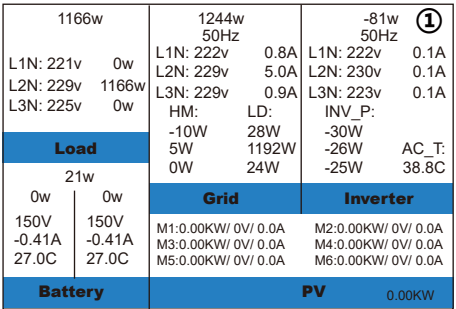 1166w
L1N: 221v 0w
L2N: 229v 1166w
L3N: 225v 0w
Load
1244w
50Hz
L1N: 222v 0.8A
L2N: 229v 5.0A
L3N: 229v 0.9A
HM: LD:
-10W 28W
5W 1192W
0W 24W
Grid
-81w ①
50Hz
L1N: 222v 0.1A
L2N: 230v 0.1A
L3N: 223v 0.1A
INV_P:
-30W
-26W AC_T:
-25W 38.8C
Inverter
21w
0w 0w
150V 150V
-0.41A -0.41A
27.0C 27.0C
Battery
M1:0.00KW/ 0V/ 0.0A M2:0.00KW/ 0V/ 0.0A
M3:0.00KW/ 0V/ 0.0A M4:0.00KW/ 0V/ 0.0A
M5:0.00KW/ 0V/ 0.0A M6:0.00KW/ 0V/ 0.0A
PV 0.00KW